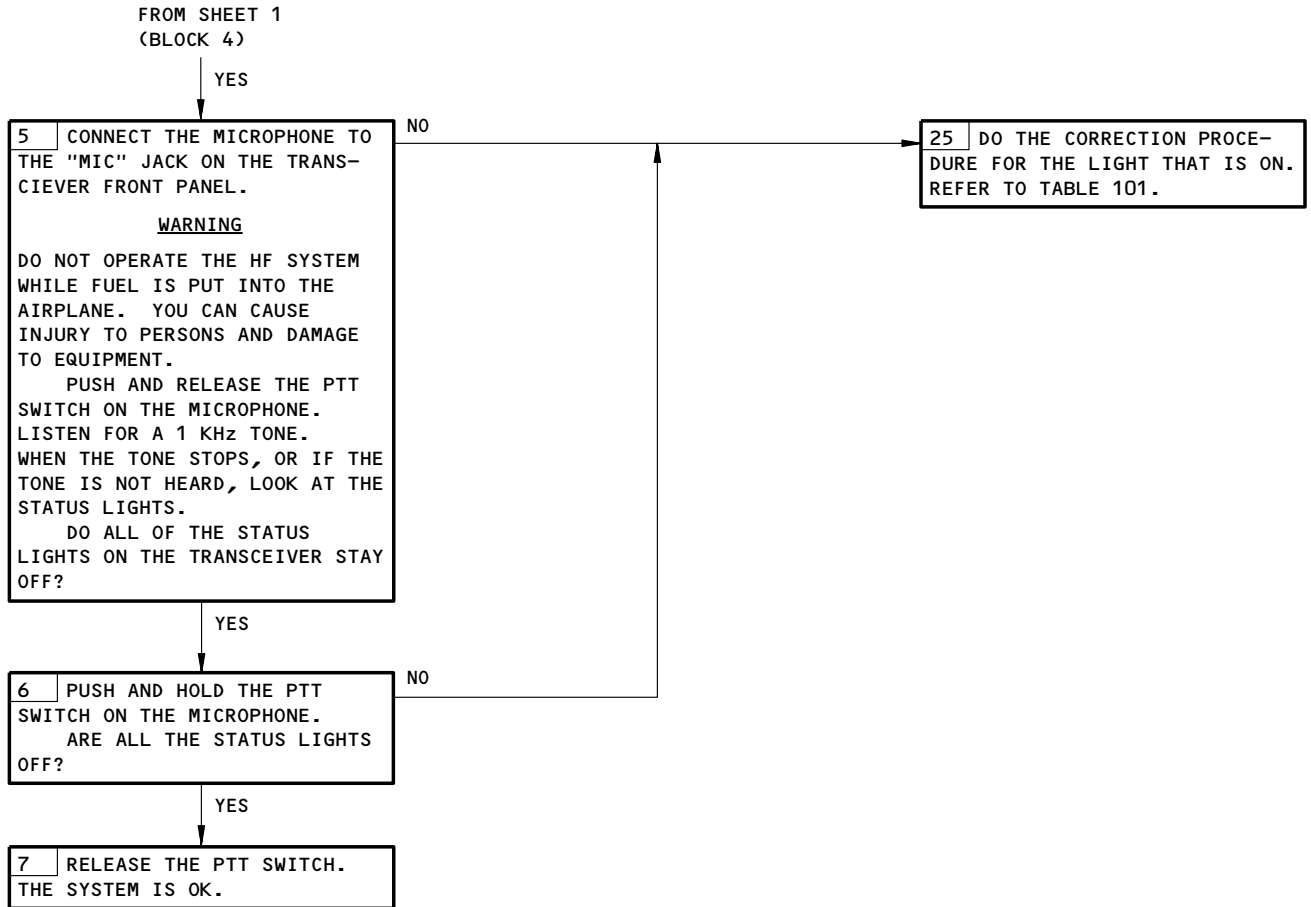 FROM SHEET 1
(BLOCK 4)
YES
5 CONNECT THE MICROPHONE TO
THE "MIC" JACK ON THE TRANS-
CIEVER FRONT PANEL.
WARNING
DO NOT OPERATE THE HF SYSTEM
WHILE FUEL IS PUT INTO THE
AIRPLANE. YOU CAN CAUSE
INJURY TO PERSONS AND DAMAGE
TO EQUIPMENT.
PUSH AND RELEASE THE PTT
SWITCH ON THE MICROPHONE.
LISTEN FOR A 1 KHz TONE.
WHEN THE TONE STOPS, OR IF THE
TONE IS NOT HEARD, LOOK AT THE
STATUS LIGHTS.
DO ALL OF THE STATUS
LIGHTS ON THE TRANSCEIVER STAY
OFF?
NO
25 DO THE CORRECTION PROCE-
DURE FOR THE LIGHT THAT IS ON.
REFER TO TABLE 101.
YES
6 PUSH AND HOLD THE PTT
SWITCH ON THE MICROPHONE.
ARE ALL THE STATUS LIGHTS
OFF?
NO
YES
7 RELEASE THE PTT SWITCH.
THE SYSTEM IS OK.